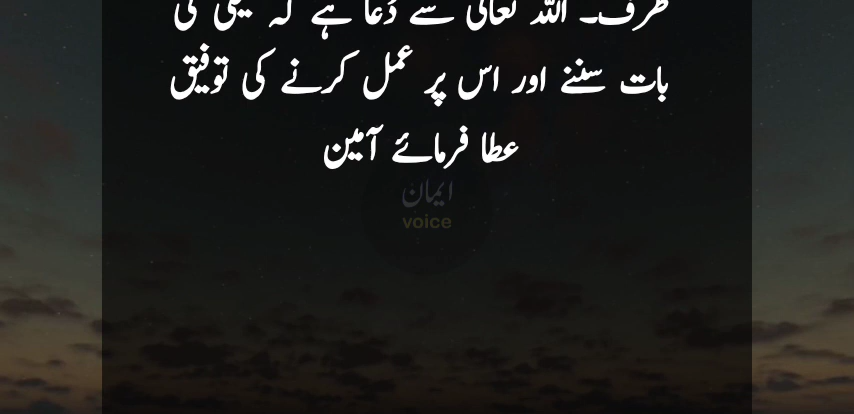 طرف۔ اللہ تعالی سے دُعا ہے کہ نیکی کی
بات سننے اور اس پر عمل کرنے کی توفیق
عطا فرمائے آمین
ایمان
voice